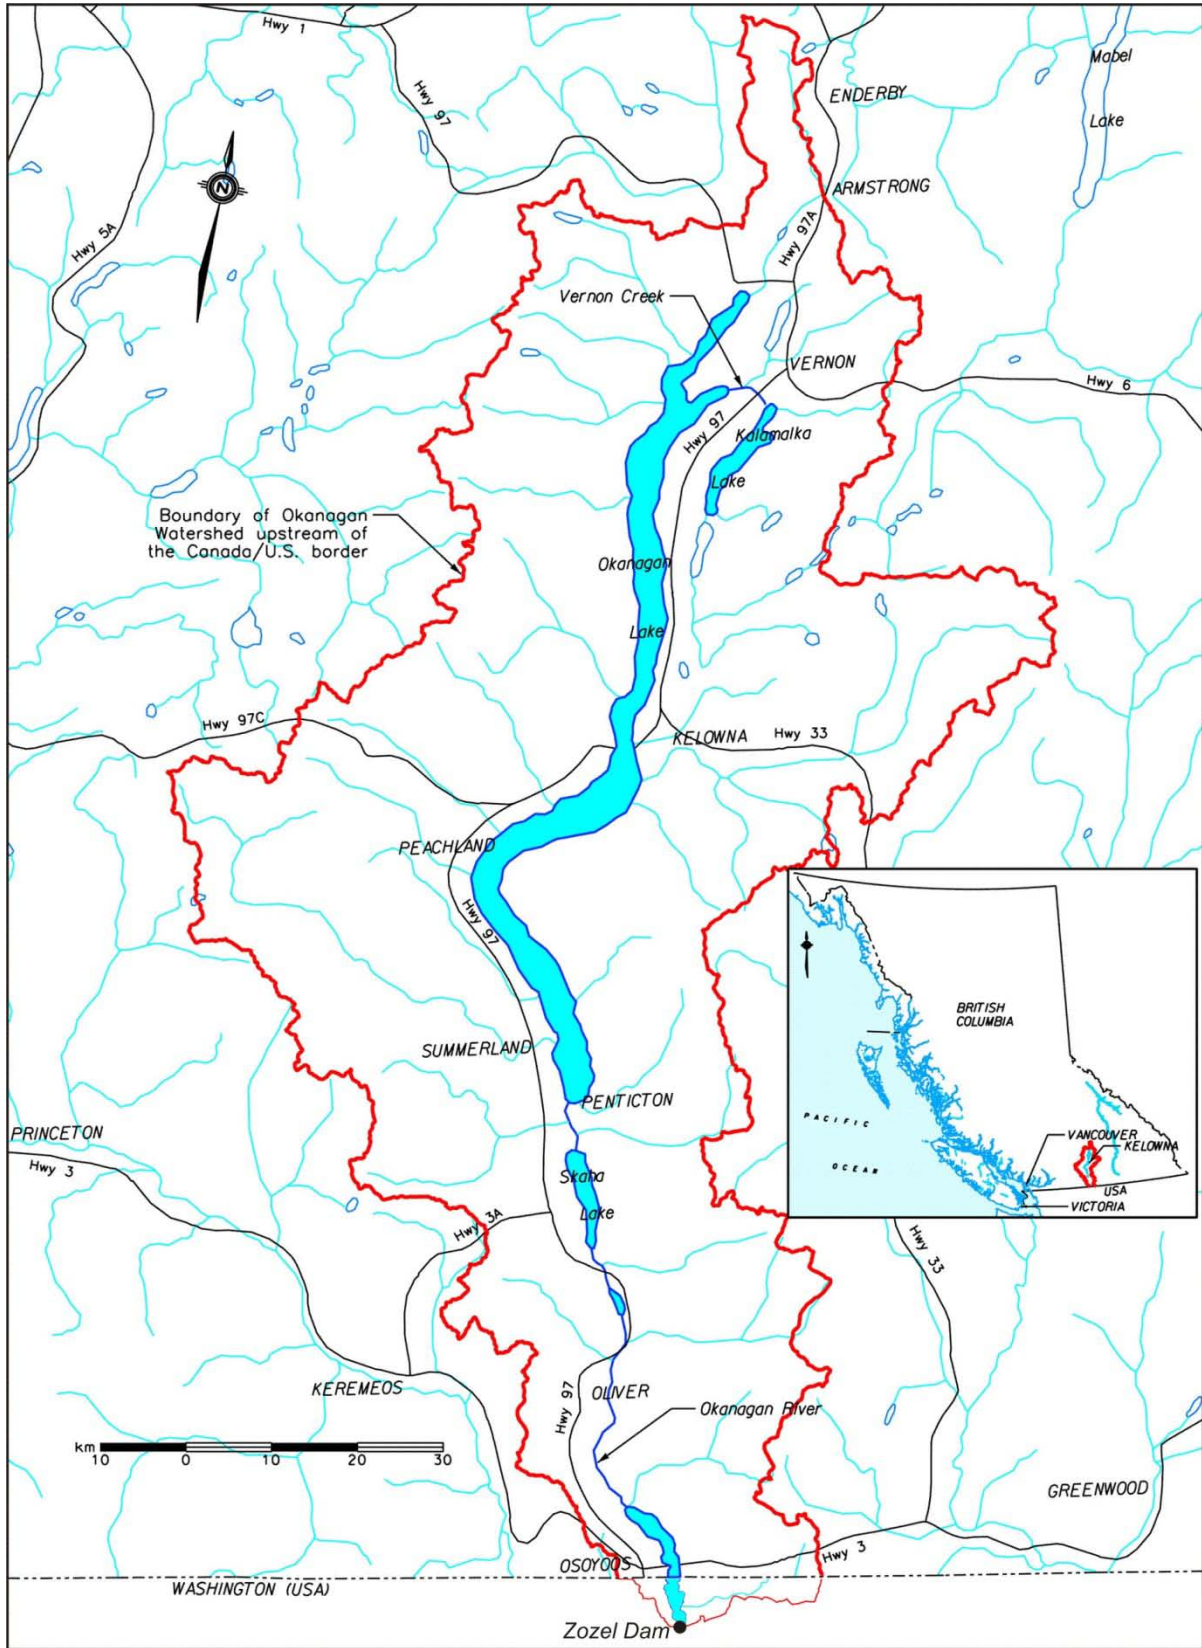 Hwy 1
Mabel
Lake
Hwy 97
ENDERBY
N
ARMSTRONG
Hwy 5A
Hwy 97A
Vernon Creek
VERNON
Hwy 6
Hwy 97
Kalamalka
Lake
Boundary of Okanagan
Watershed upstream of
the Canada/U.S. border
Okanagan
Lake
Hwy 97C
KELOWNA
Hwy 33
PEACHLAND
Hwy 97
BRITISH
COLUMBIA
SUMMERLAND
PENTICTON
PACIFIC
OCEAN
VANCOUVER
KELOWNA
USA
VICTORIA
PRINCETON
Hwy 3
Skaha
Lake
Hwy 3A
Hwy 33
KEREMEOS
Hwy 97
OLIVER
Okanagan River
km
10 0 10 20 30
GREENWOOD
OSOYOOS
Hwy 3
WASHINGTON (USA)
Zozel Dam